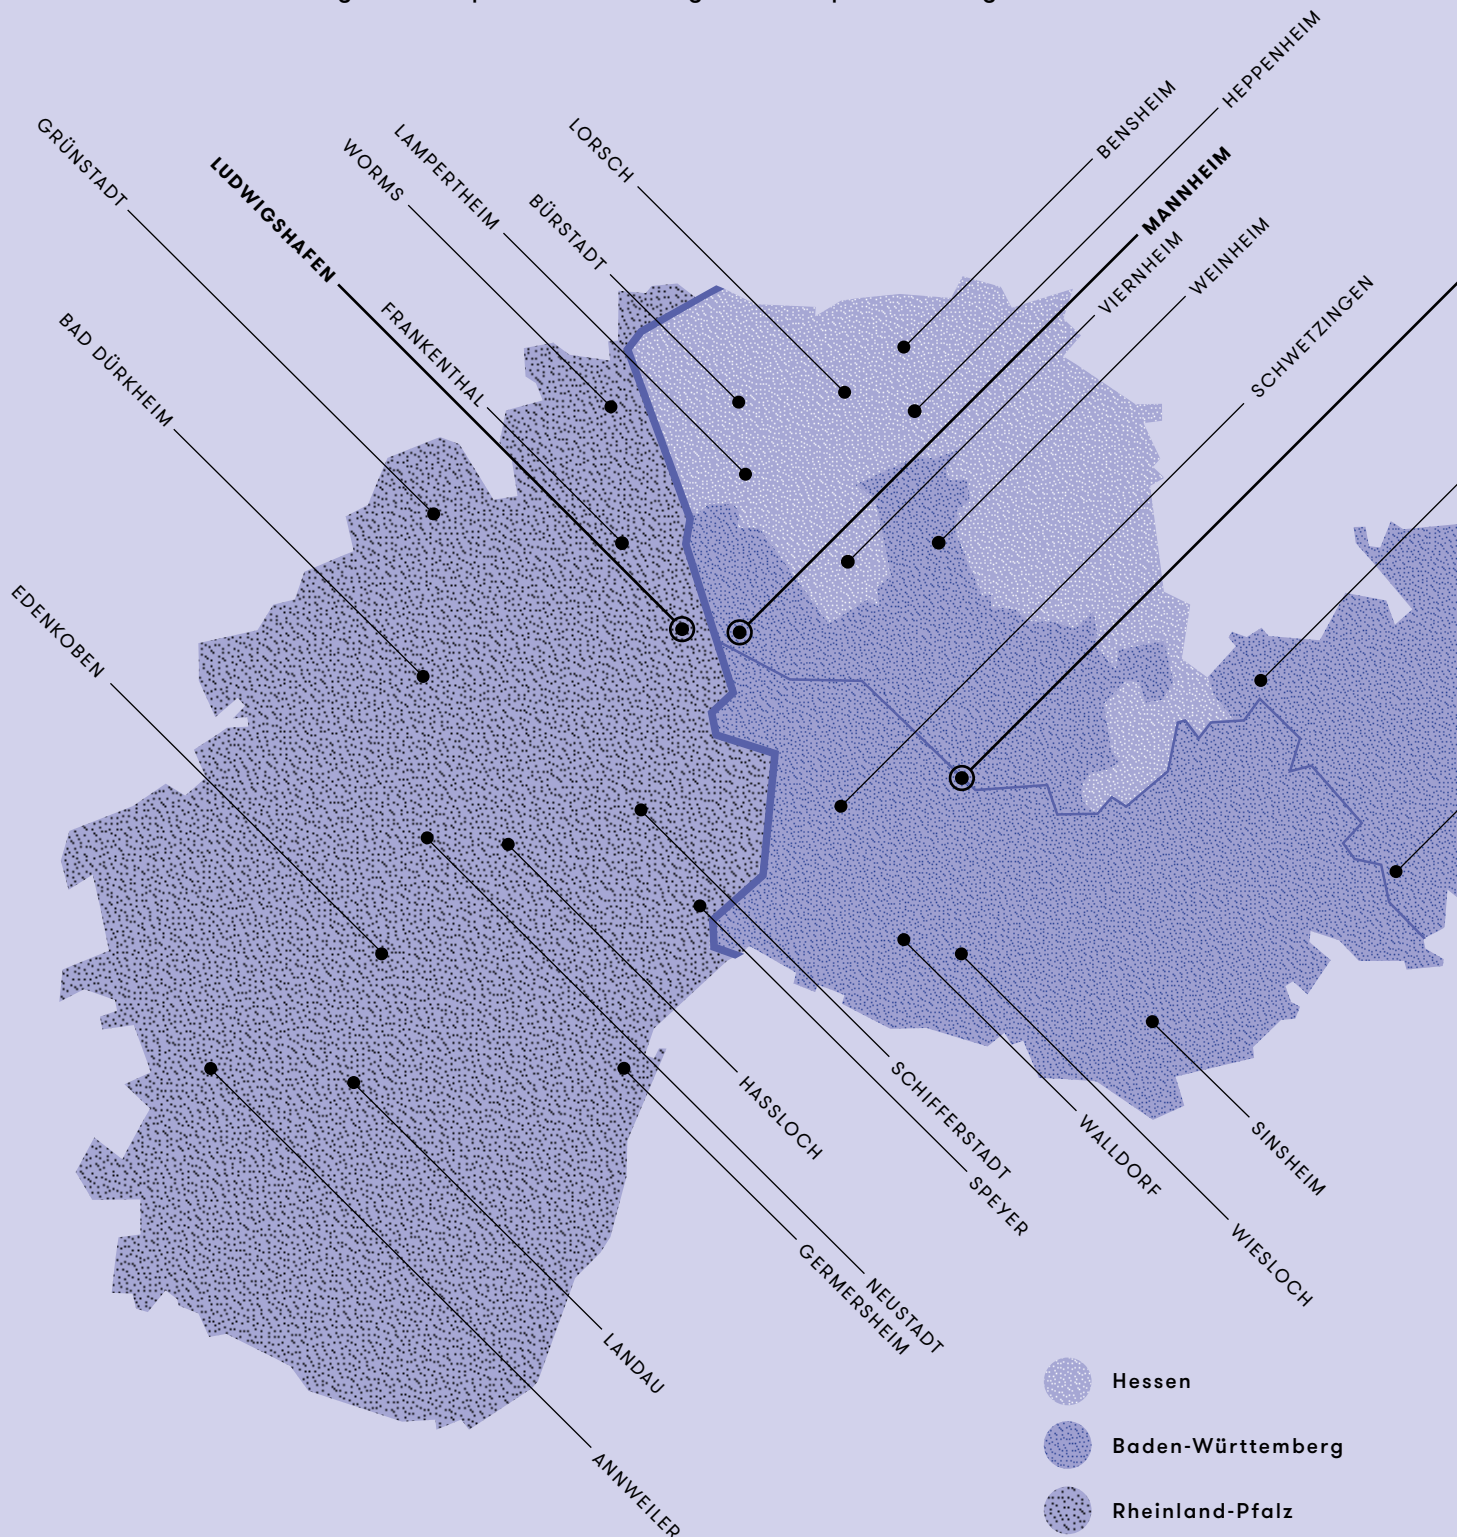 HEPPENHEIM
BENSHEIM
LORSCH
GRÜNSTADT
LAMPERTHEIM
WORMS
LUDWIGSHAFEN
MANNHEIM
BÜRSTADT
VIERNHEIM
WEINHEIM
SCHWETZINGEN
FRANKENTHAL
BAD DÜRKHEIM
EDENKOBEN
SCHIFFERSTADT
HASSLOCH
SPEYER
WALLDORF
SINSHEIM
WIESLOCH
NEUSTADT
GERMERSHEIM
LANDAU
ANNWEILER
Hessen
Baden-Württemberg
Rheinland-Pfalz